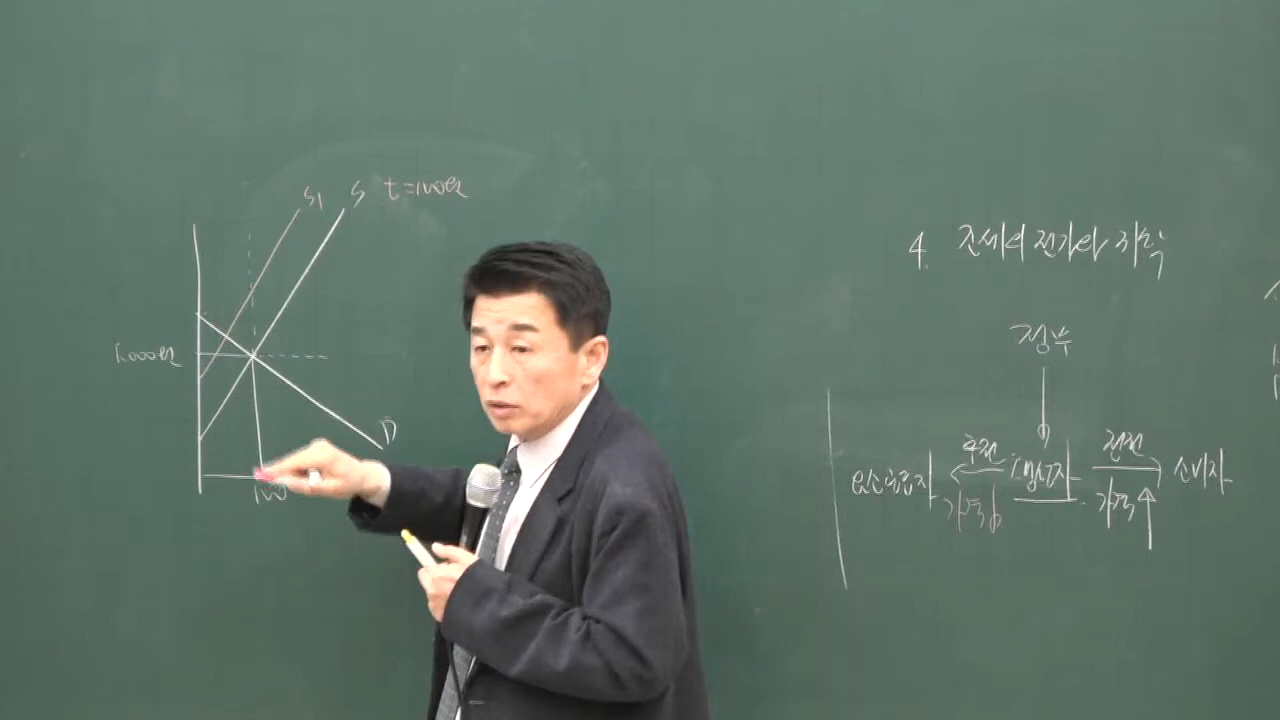 S₁
S
t=100원
1,000원
D
100
4. 조세의 전가와 귀착
정부
후전
전전
요소공급자
생산자
소비자
가격↓
가격↑